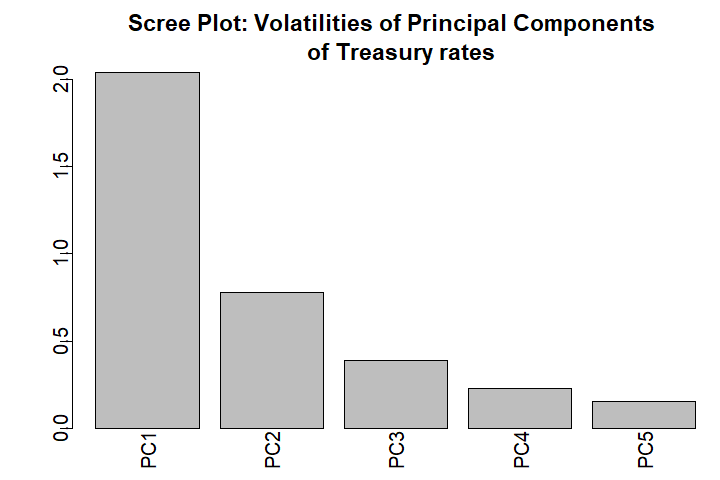 Scree Plot: Volatilities of Principal Components
of Treasury rates
2.0
1.5
1.0
0.5
0.0
PC1
PC2
PC3
PC4
PC5